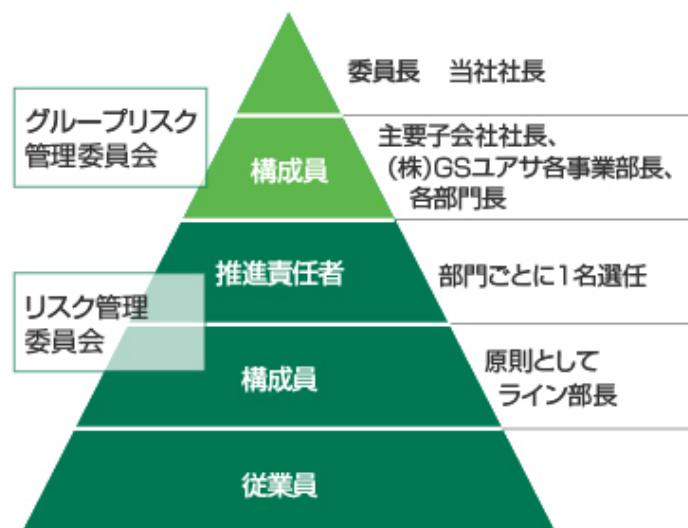 委員長　当社社長
グループリスク
管理委員会
主要子会社社長、
(株)GSユアサ各事業部長、
各部門長
構成員
推進責任者
部門ごとに1名選任
リスク管理
委員会
構成員
原則として
ライン部長
従業員